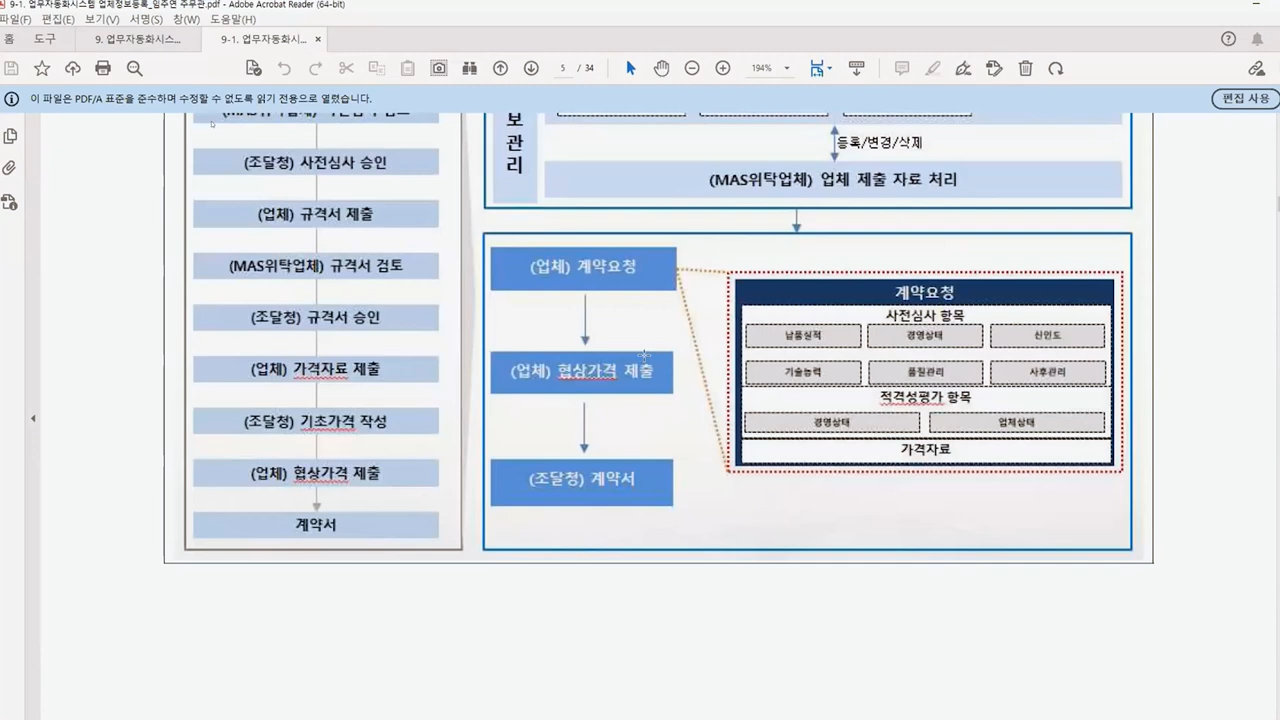 9-1. 업무자동화시스템 업체정보등록_임주연 주무관.pdf - Adobe Acrobat Reader (64-bit)
파일(F) 편집(E) 보기(V) 서명(S) 창(W) 도움말(H)
홈 도구 9. 업무자동화시스... 9-1. 업무자동화시... ×
5 / 34 194%
이 파일은 PDF/A 표준을 준수하며 수정할 수 없도록 읽기 전용으로 열렸습니다. 편집 사용
(조달청) 사전심사 승인
(업체) 규격서 제출
(MAS위탁업체) 규격서 검토
(조달청) 규격서 승인
(업체) 가격자료 제출
(조달청) 기초가격 작성
(업체) 협상가격 제출
계약서
보
관
리
등록/변경/삭제
(MAS위탁업체) 업체 제출 자료 처리
(업체) 계약요청
(업체) 협상가격 제출
(조달청) 계약서
계약요청
사전심사 항목
납품실적 경영상태 신인도
기술능력 품질관리 사후관리
적격성평가 항목
경영상태 업체상태
가격자료